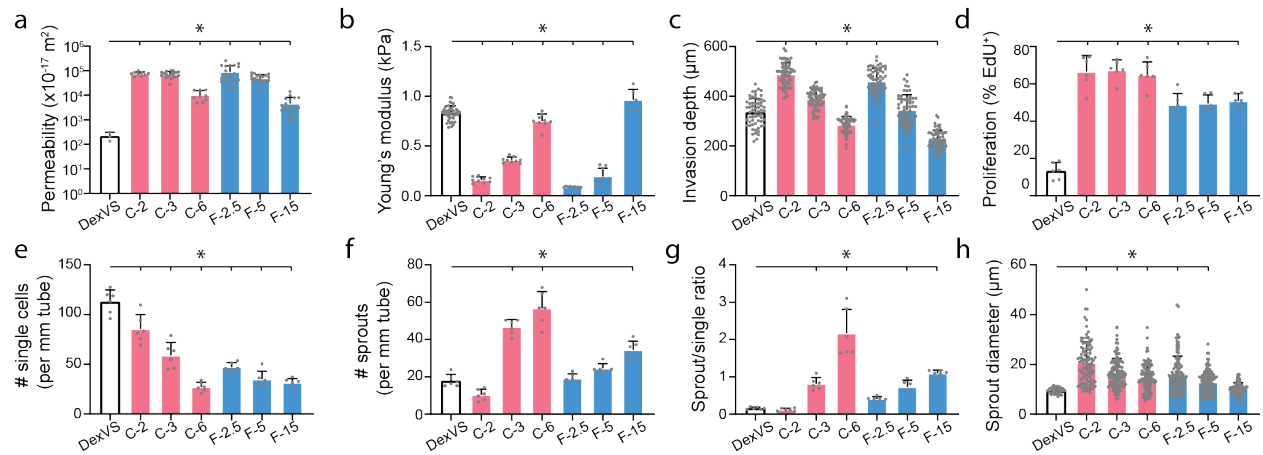 a
*
Permeability (x10⁻¹⁷ m²)
10⁶
10⁵
10⁴
10³
10²
10¹
10⁰
DexVS
C-2
C-3
C-6
F-2.5
F-5
F-15
b
*
Young's modulus (kPa)
1.5
1.0
0.5
0.0
DexVS
C-2
C-3
C-6
F-2.5
F-5
F-15
c
*
Invasion depth (μm)
600
400
200
0
DexVS
C-2
C-3
C-6
F-2.5
F-5
F-15
d
*
Proliferation (% EdU⁺)
80
60
40
20
0
DexVS
C-2
C-3
C-6
F-2.5
F-5
F-15
e
*
# single cells
(per mm tube)
150
100
50
0
DexVS
C-2
C-3
C-6
F-2.5
F-5
F-15
f
*
# sprouts
(per mm tube)
80
60
40
20
0
DexVS
C-2
C-3
C-6
F-2.5
F-5
F-15
g
*
Sprout/single ratio
4
3
2
1
0
DexVS
C-2
C-3
C-6
F-2.5
F-5
F-15
h
*
Sprout diameter (μm)
60
40
20
0
DexVS
C-2
C-3
C-6
F-2.5
F-5
F-15